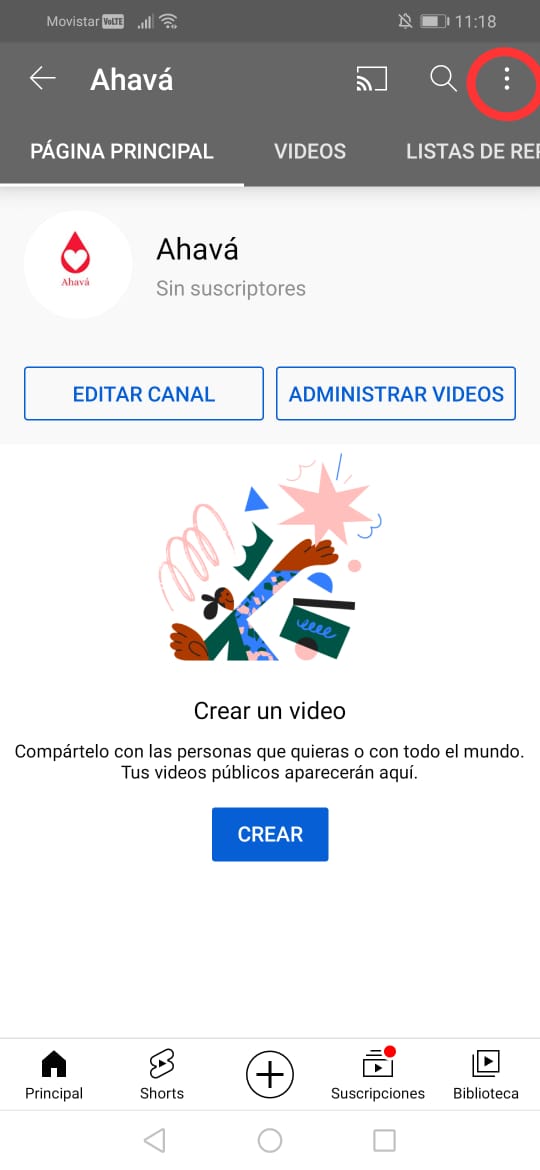 Movistar VoLTE 11:18
Ahavá
PÁGINA PRINCIPAL VIDEOS LISTAS DE REP
Ahavá
Ahavá
Sin suscriptores
EDITAR CANAL ADMINISTRAR VIDEOS
Crear un video
Compártelo con las personas que quieras o con todo el mundo.
Tus videos públicos aparecerán aquí.
CREAR
Principal Shorts Suscripciones Biblioteca